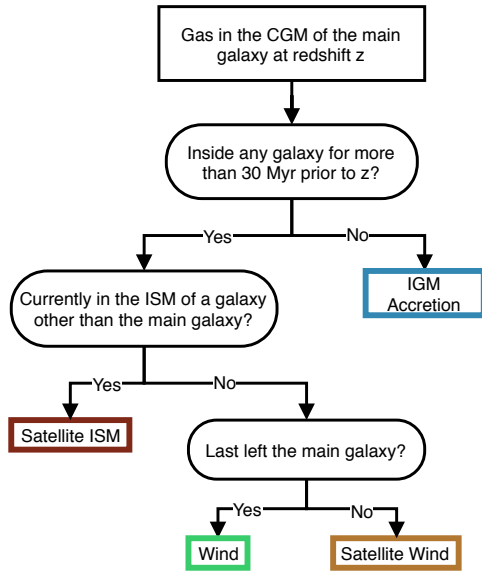 Gas in the CGM of the main
galaxy at redshift z
Inside any galaxy for more
than 30 Myr prior to z?
Yes
No
IGM
Accretion
Currently in the ISM of a galaxy
other than the main galaxy?
Yes
No
Satellite ISM
Last left the main galaxy?
Yes
No
Wind
Satellite Wind